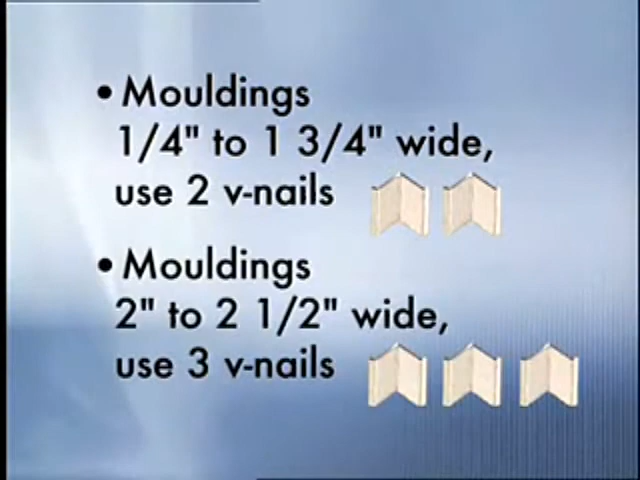 • Mouldings
1/4" to 1 3/4" wide,
use 2 v-nails
• Mouldings
2" to 2 1/2" wide,
use 3 v-nails